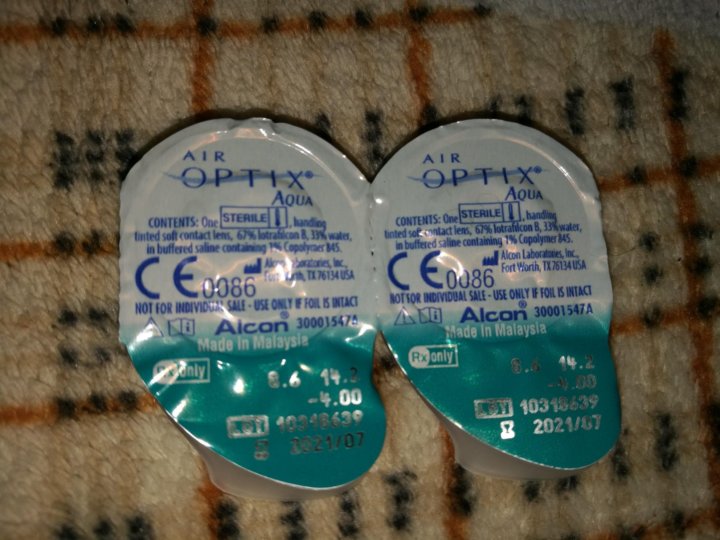 AIR
OPTIX®
AQUA
CONTENTS: One STERILE, handling
tinted soft contact lens, 67% lotrafilcon B, 33% water,
in buffered saline containing 1% Copolymer 845.
CE 0086
Alcon Laboratories, Inc.,
Fort Worth, TX 76134 USA
NOT FOR INDIVIDUAL SALE - USE ONLY IF FOIL IS INTACT
Alcon® 30001547A
Made in Malaysia
Rx only
8.6 14.2
-4.00
LOT 10318639
2021/07
AIR
OPTIX®
AQUA
CONTENTS: One STERILE, handling
tinted soft contact lens, 67% lotrafilcon B, 33% water,
in buffered saline containing 1% Copolymer 845.
CE 0086
Alcon Laboratories, Inc.,
Fort Worth, TX 76134 USA
NOT FOR INDIVIDUAL SALE - USE ONLY IF FOIL IS INTACT
Alcon® 30001547A
Made in Malaysia
Rx only
8.6 14.2
-4.00
LOT 10318639
2021/07